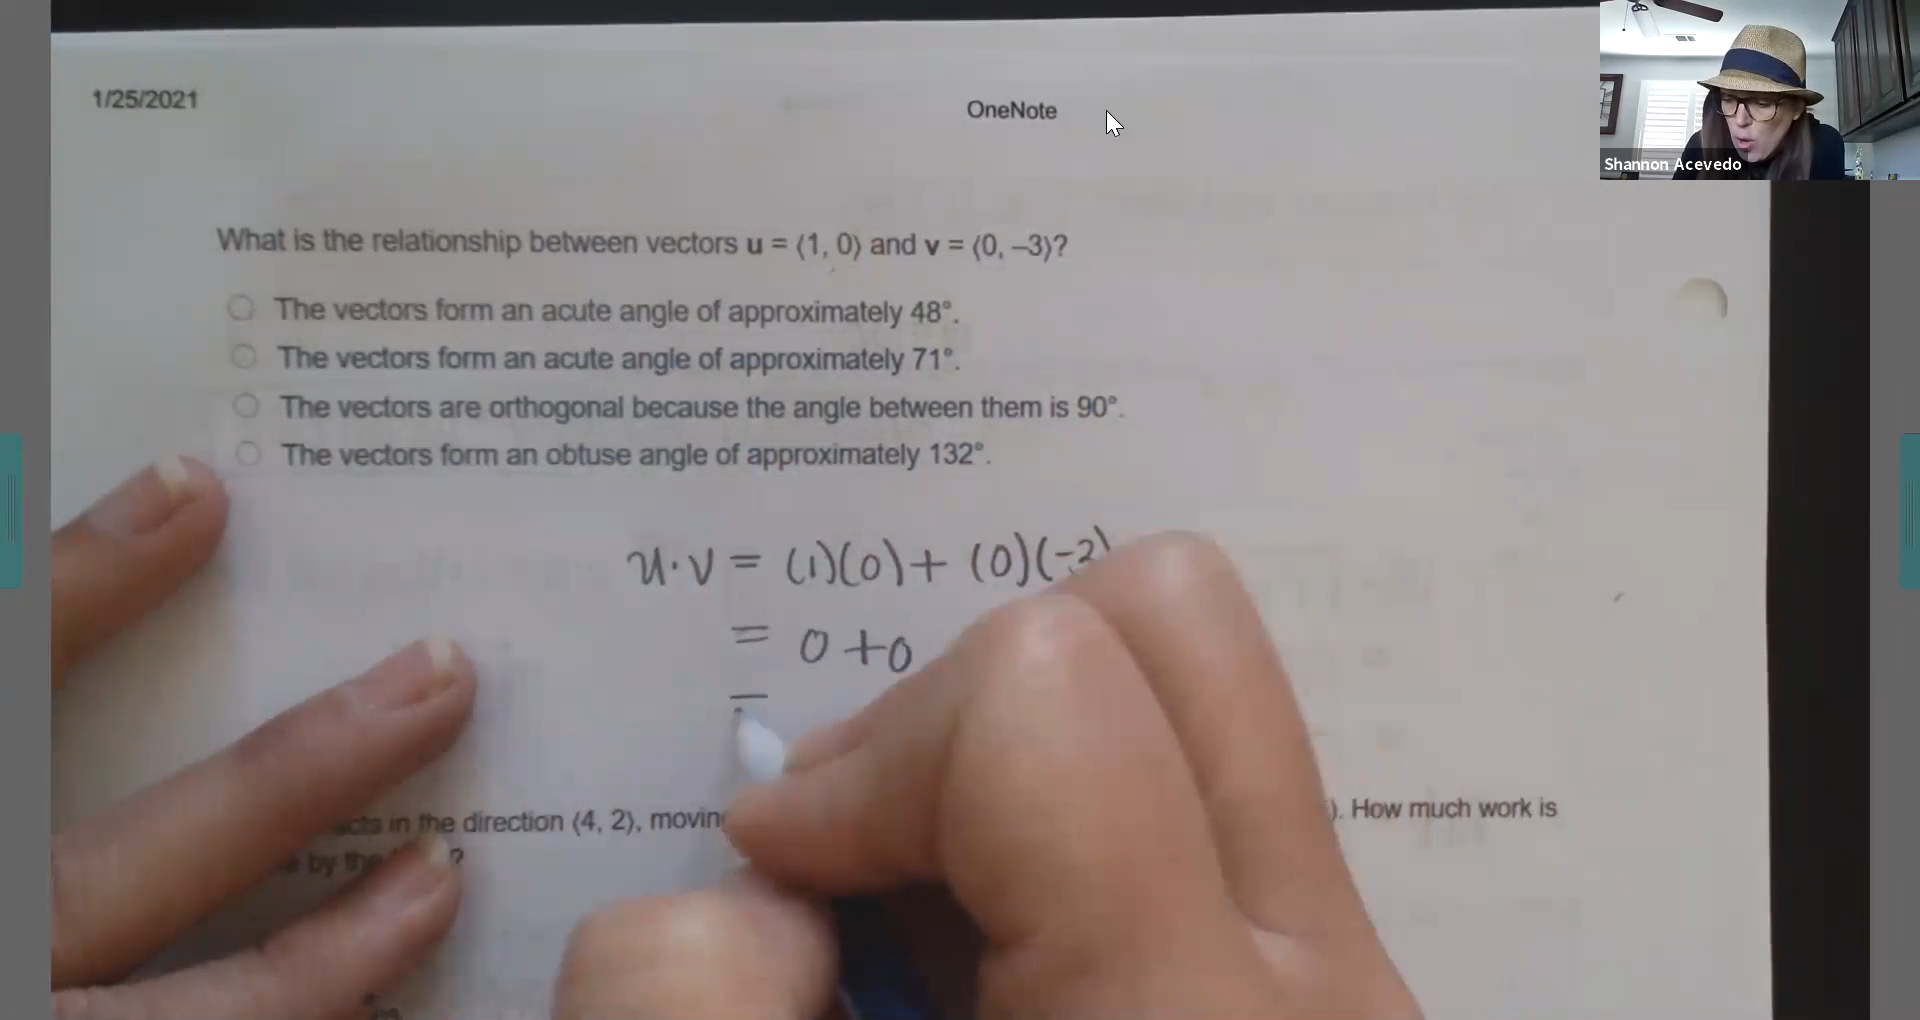 1/25/2021
OneNote
Shannon Acevedo
What is the relationship between vectors u = ⟨1, 0⟩ and v = ⟨0, –3⟩?
The vectors form an acute angle of approximately 48°.
The vectors form an acute angle of approximately 71°.
The vectors are orthogonal because the angle between them is 90°.
The vectors form an obtuse angle of approximately 132°.
u·v = (1)(0) + (0)(-3)
= 0 + 0
in the direction ⟨4, 2⟩, ). How much work is
by ?